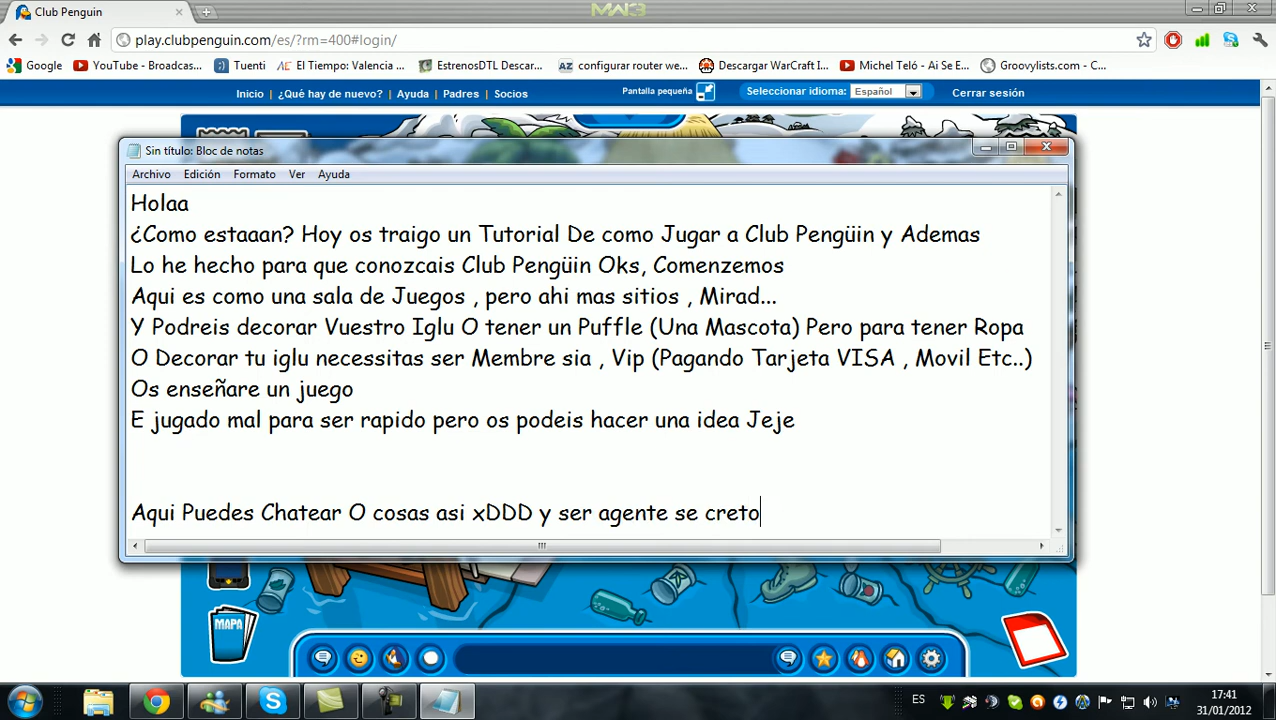 Club Penguin
MW3
play.clubpenguin.com/es/?rm=400#login/
Google
YouTube - Broadcas...
Tuenti
El Tiempo: Valencia ...
EstrenosDTL Descar...
configurar router we...
Descargar WarCraft I...
Michel Teló - Ai Se E...
Groovylists.com - C...
Inicio | ¿Qué hay de nuevo? | Ayuda | Padres | Socios
Pantalla pequeña
Seleccionar idioma: Español
Cerrar sesión
Sin título: Bloc de notas
Archivo Edición Formato Ver Ayuda
Holaa
¿Como estaaan? Hoy os traigo un Tutorial De como Jugar a Club Pengüin y Ademas
Lo he hecho para que conozcais Club Pengüin Oks, Comenzemos
Aqui es como una sala de Juegos , pero ahi mas sitios , Mirad...
Y Podreis decorar Vuestro Iglu O tener un Puffle (Una Mascota) Pero para tener Ropa
O Decorar tu iglu necessitas ser Membre sia , Vip (Pagando Tarjeta VISA , Movil Etc..)
Os enseñare un juego
E jugado mal para ser rapido pero os podeis hacer una idea Jeje
Aqui Puedes Chatear O cosas asi xDDD y ser agente se creto
MAPA
ES
17:41
31/01/2012